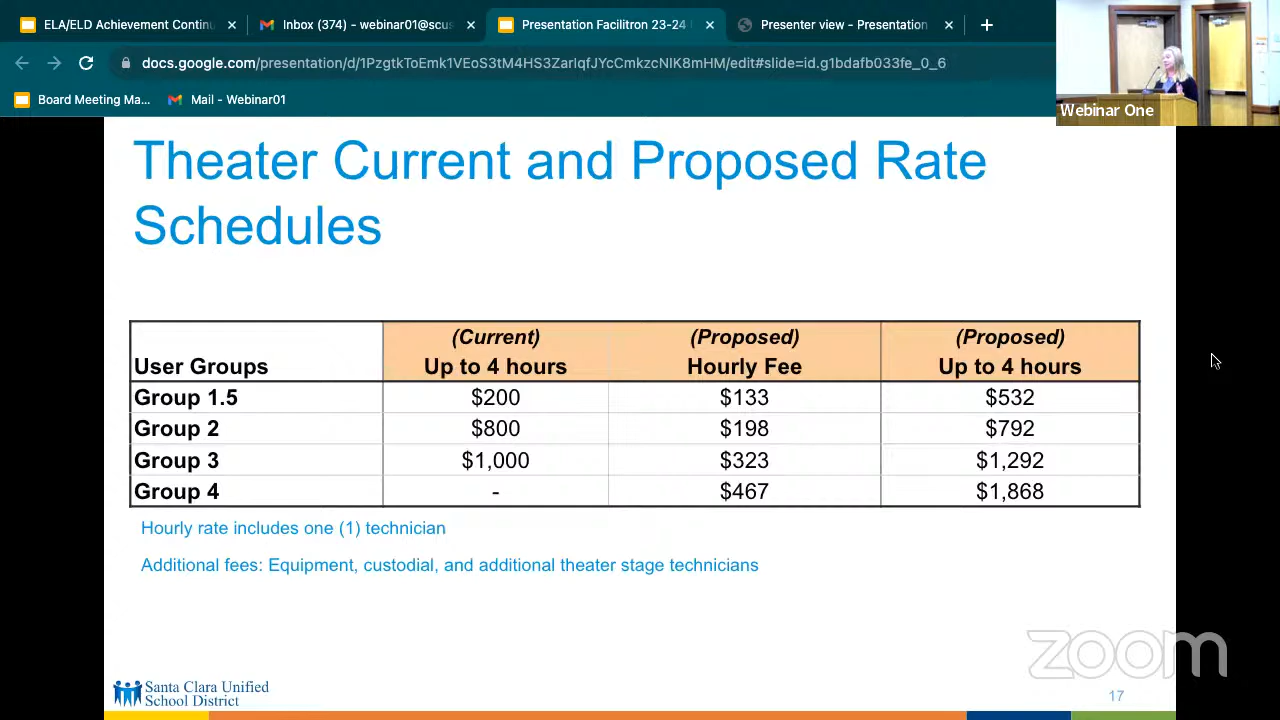 ELA/ELD Achievement Continu
Inbox (374) - webinar01@scus
Presentation Facilitron 23-24
Presenter view - Presentation
docs.google.com/presentation/d/1PzgtkToEmk1VEoS3tM4HS3ZarIqfJYcCmkzcNIK8mHM/edit#slide=id.g1bdafb033fe_0_6
Board Meeting Ma...
Mail - Webinar01
Webinar One
Theater Current and Proposed Rate
Schedules
(Current) (Proposed) (Proposed)
User Groups Up to 4 hours Hourly Fee Up to 4 hours
Group 1.5 $200 $133 $532
Group 2 $800 $198 $792
Group 3 $1,000 $323 $1,292
Group 4 - $467 $1,868
Hourly rate includes one (1) technician
Additional fees: Equipment, custodial, and additional theater stage technicians
zoom
Santa Clara Unified
School District
17